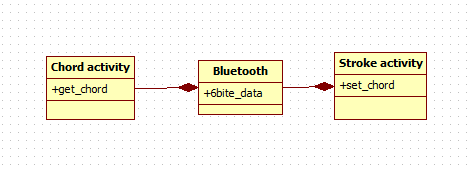 Chord activity
+get_chord
Bluetooth
+6bite_data
Stroke activity
+set_chord